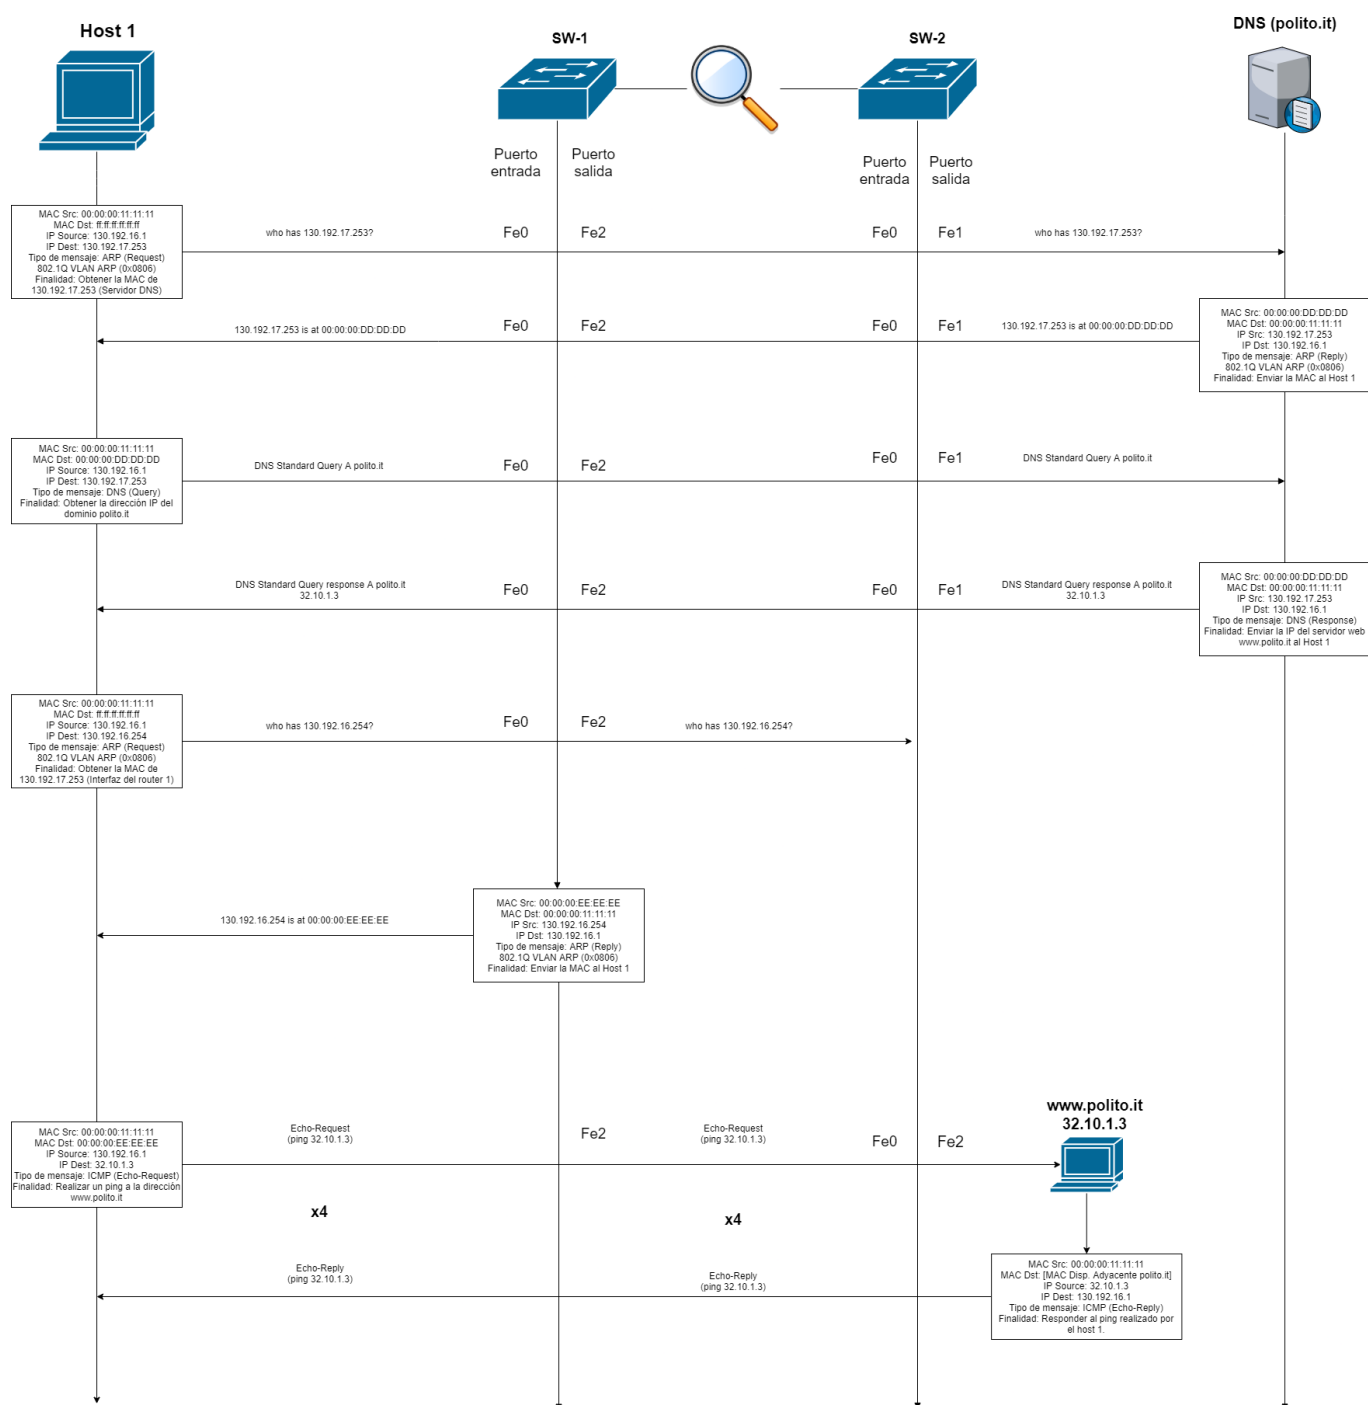 Host 1
SW-1
SW-2
DNS (polito.it)
Puerto
entrada
Puerto
salida
Puerto
entrada
Puerto
salida
MAC Src: 00:00:00:11:11:11
MAC Dst: ff:ff:ff:ff:ff:ff
IP Source: 130.192.16.1
IP Dest: 130.192.17.253
Tipo de mensaje: ARP (Request)
802.1Q VLAN ARP (0x0806)
Finalidad: Obtener la MAC de
130.192.17.253 (Servidor DNS)
who has 130.192.17.253?
Fe0
Fe2
Fe0
Fe1
who has 130.192.17.253?
130.192.17.253 is at 00:00:00:DD:DD:DD
Fe0
Fe2
Fe0
Fe1
130.192.17.253 is at 00:00:00:DD:DD:DD
MAC Src: 00:00:00:DD:DD:DD
MAC Dst: 00:00:00:11:11:11
IP Src: 130.192.17.253
IP Dst: 130.192.16.1
Tipo de mensaje: ARP (Reply)
802.1Q VLAN ARP (0x0806)
Finalidad: Enviar la MAC al Host 1
MAC Src: 00:00:00:11:11:11
MAC Dst: 00:00:00:DD:DD:DD
IP Source: 130.192.16.1
IP Dest: 130.192.17.253
Tipo de mensaje: DNS (Query)
Finalidad: Obtener la dirección IP del
dominio polito.it
DNS Standard Query A polito.it
Fe0
Fe2
Fe0
Fe1
DNS Standard Query A polito.it
DNS Standard Query response A polito.it
32.10.1.3
Fe0
Fe2
Fe0
Fe1
DNS Standard Query response A polito.it
32.10.1.3
MAC Src: 00:00:00:DD:DD:DD
MAC Dst: 00:00:00:11:11:11
IP Src: 130.192.17.253
IP Dst: 130.192.16.1
Tipo de mensaje: DNS (Response)
Finalidad: Enviar la IP del servidor web
www.polito.it al Host 1
MAC Src: 00:00:00:11:11:11
MAC Dst: ff:ff:ff:ff:ff:ff
IP Source: 130.192.16.1
IP Dest: 130.192.16.254
Tipo de mensaje: ARP (Request)
802.1Q VLAN ARP (0x0806)
Finalidad: Obtener la MAC de
130.192.17.253 (Interfaz del router 1)
who has 130.192.16.254?
Fe0
Fe2
who has 130.192.16.254?
130.192.16.254 is at 00:00:00:EE:EE:EE
MAC Src: 00:00:00:EE:EE:EE
MAC Dst: 00:00:00:11:11:11
IP Src: 130.192.16.254
IP Dst: 130.192.16.1
Tipo de mensaje: ARP (Reply)
802.1Q VLAN ARP (0x0806)
Finalidad: Enviar la MAC al Host 1
www.polito.it
32.10.1.3
MAC Src: 00:00:00:11:11:11
MAC Dst: 00:00:00:EE:EE:EE
IP Source: 130.192.16.1
IP Dest: 32.10.1.3
Tipo de mensaje: ICMP (Echo-Request)
Finalidad: Realizar un ping a la dirección
www.polito.it
Echo-Request
(ping 32.10.1.3)
Fe2
Echo-Request
(ping 32.10.1.3)
Fe0
Fe2
x4
x4
Echo-Reply
(ping 32.10.1.3)
Echo-Reply
(ping 32.10.1.3)
MAC Src: 00:00:00:11:11:11
MAC Dst: [MAC Disp. Adyacente polito.it]
IP Source: 32.10.1.3
IP Dest: 130.192.16.1
Tipo de mensaje: ICMP (Echo-Reply)
Finalidad: Responder al ping realizado por
el host 1.